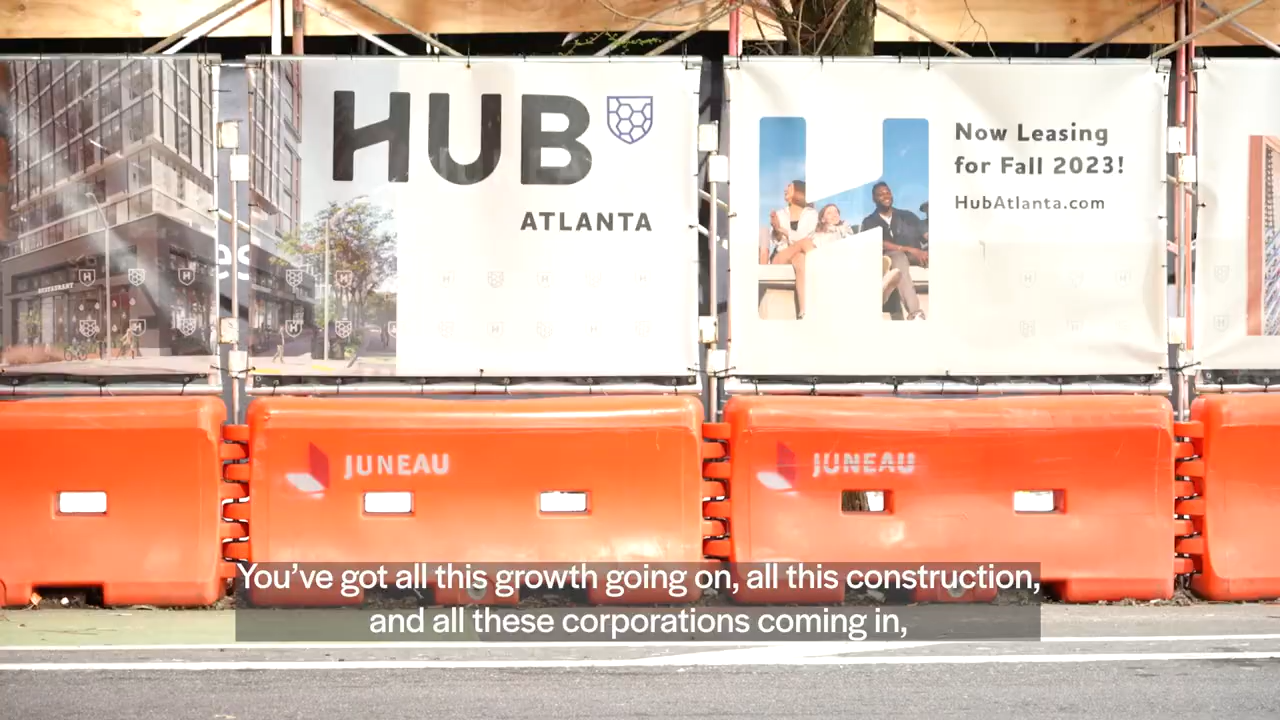 HUB
ATLANTA
Now Leasing
for Fall 2023!
HubAtlanta.com
es
RESTAURANT
JUNEAU
JUNEAU
You've got all this growth going on, all this construction,
and all these corporations coming in,